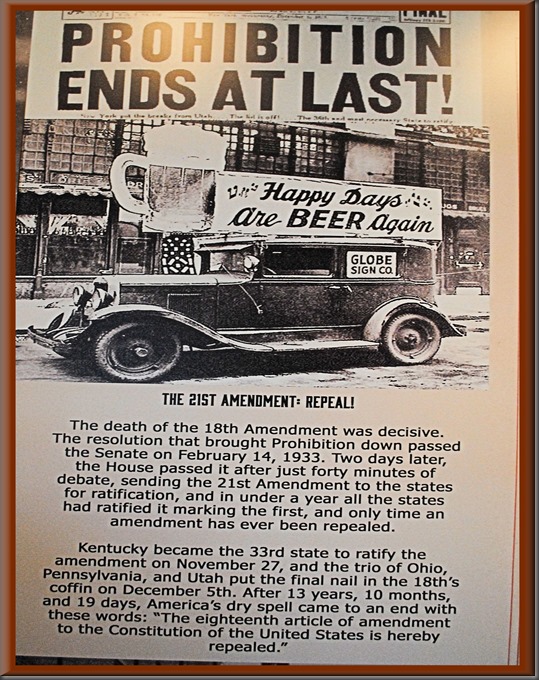 FINAL
PROHIBITION
ENDS AT LAST!
Happy Days
Are BEER Again
GLOBE
SIGN CO.
THE 21ST AMENDMENT: REPEAL!
The death of the 18th Amendment was decisive.
The resolution that brought Prohibition down passed
the Senate on February 14, 1933. Two days later,
the House passed it after just forty minutes of
debate, sending the 21st Amendment to the states
for ratification, and in under a year all the states
had ratified it marking the first, and only time an
amendment has ever been repealed.
Kentucky became the 33rd state to ratify the
amendment on November 27, and the trio of Ohio,
Pennsylvania, and Utah put the final nail in the 18th's
coffin on December 5th. After 13 years, 10 months,
and 19 days, America's dry spell came to an end with
these words: "The eighteenth article of amendment
to the Constitution of the United States is hereby
repealed."